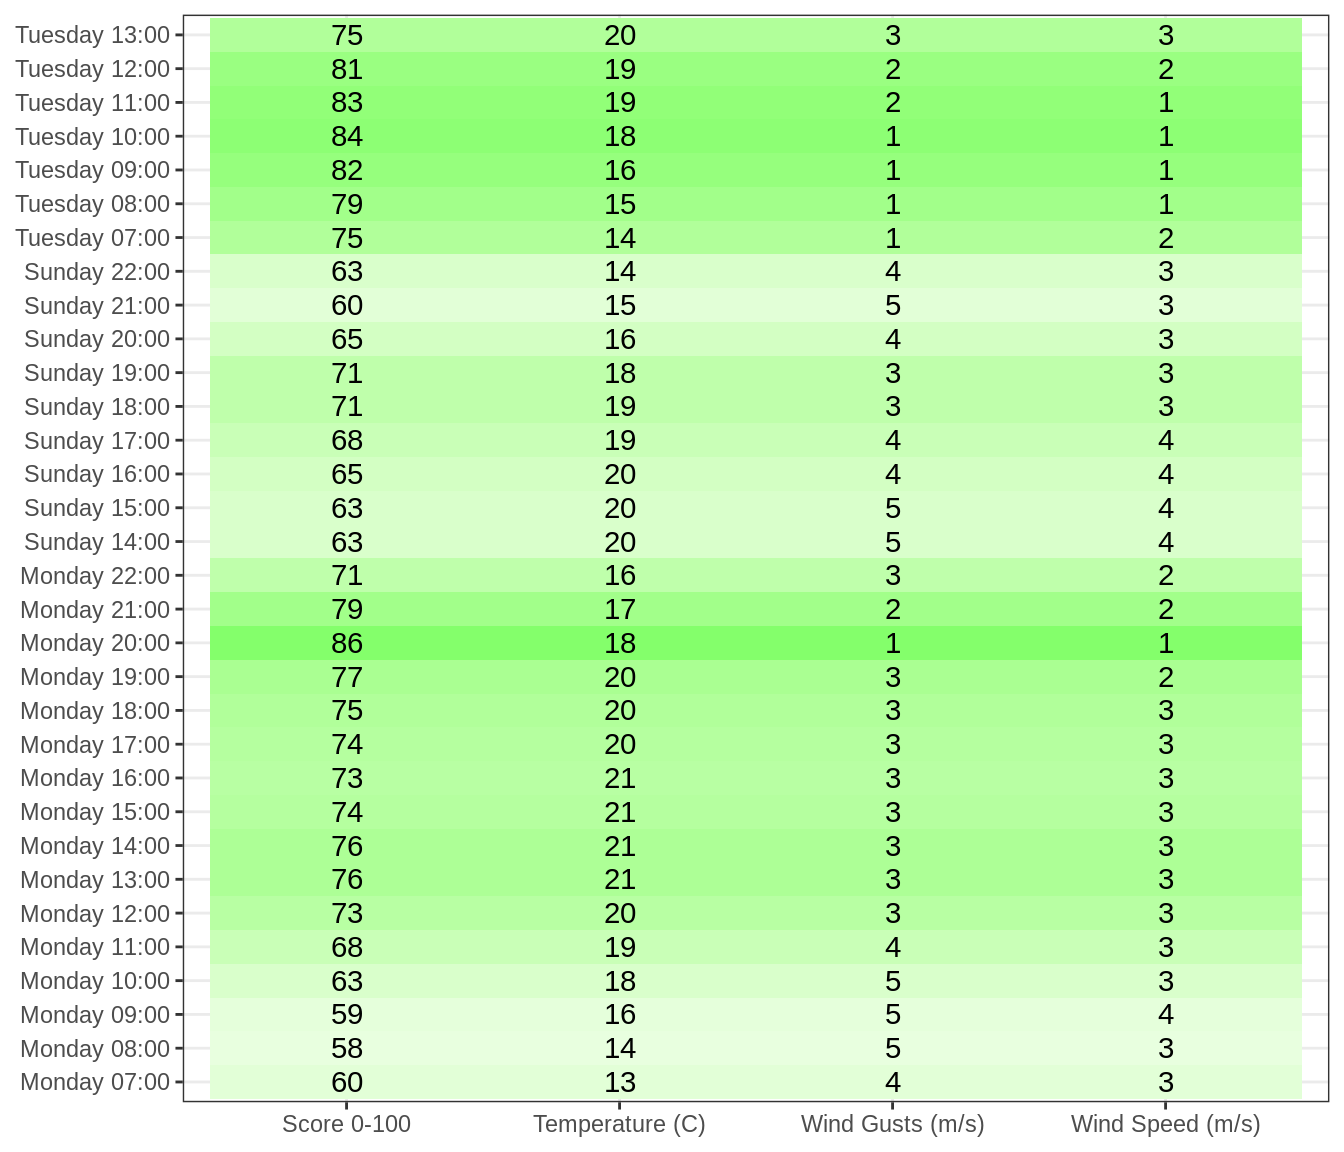 Tuesday 13:00 75 20 3 3
Tuesday 12:00 81 19 2 2
Tuesday 11:00 83 19 2 1
Tuesday 10:00 84 18 1 1
Tuesday 09:00 82 16 1 1
Tuesday 08:00 79 15 1 1
Tuesday 07:00 75 14 1 2
Sunday 22:00 63 14 4 3
Sunday 21:00 60 15 5 3
Sunday 20:00 65 16 4 3
Sunday 19:00 71 18 3 3
Sunday 18:00 71 19 3 3
Sunday 17:00 68 19 4 4
Sunday 16:00 65 20 4 4
Sunday 15:00 63 20 5 4
Sunday 14:00 63 20 5 4
Monday 22:00 71 16 3 2
Monday 21:00 79 17 2 2
Monday 20:00 86 18 1 1
Monday 19:00 77 20 3 2
Monday 18:00 75 20 3 3
Monday 17:00 74 20 3 3
Monday 16:00 73 21 3 3
Monday 15:00 74 21 3 3
Monday 14:00 76 21 3 3
Monday 13:00 76 21 3 3
Monday 12:00 73 20 3 3
Monday 11:00 68 19 4 3
Monday 10:00 63 18 5 3
Monday 09:00 59 16 5 4
Monday 08:00 58 14 5 3
Monday 07:00 60 13 4 3
Score 0-100 Temperature (C) Wind Gusts (m/s) Wind Speed (m/s)